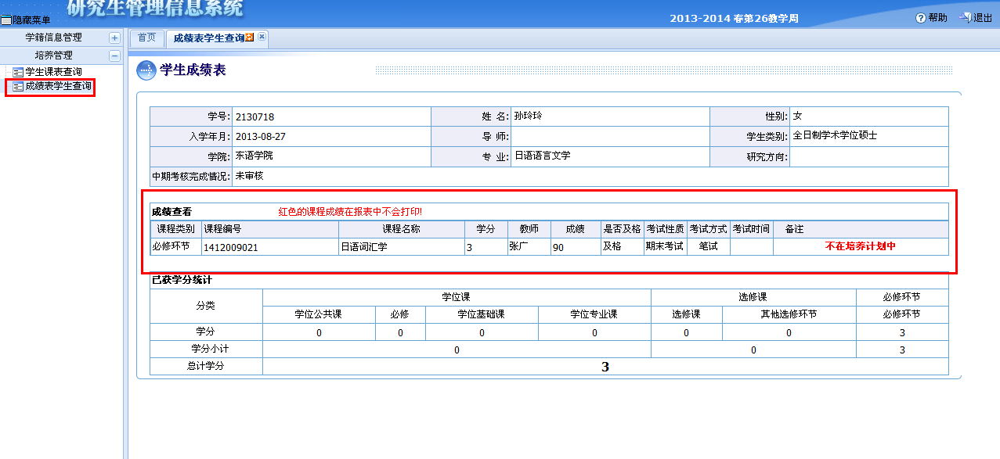 研究生管理信息系统
隐藏菜单
2013-2014 春第26教学周
帮助
退出
学籍信息管理
培养管理
学生课表查询
成绩表学生查询
首页
成绩表学生查询
学生成绩表
学号: 2130718 姓 名: 孙玲玲 性别: 女
入学年月: 2013-08-27 导 师: 学生类别: 全日制学术学位硕士
学院: 东语学院 专 业: 日语语言文学 研究方向:
中期考核完成情况: 未审核
成绩查看 红色的课程成绩在报表中不会打印!
课程类别 课程编号 课程名称 学分 教师 成绩 是否及格 考试性质 考试方式 考试时间 备注
必修环节 1412009021 日语词汇学 3 张广 90 及格 期末考试 笔试 不在培养计划中
已获学分统计
分类 学位课 选修课 必修环节
学位公共课 必修 学位基础课 学位专业课 选修课 其他选修环节 必修环节
学分 0 0 0 0 0 0 3
学分小计 0 0 3
总计学分 3